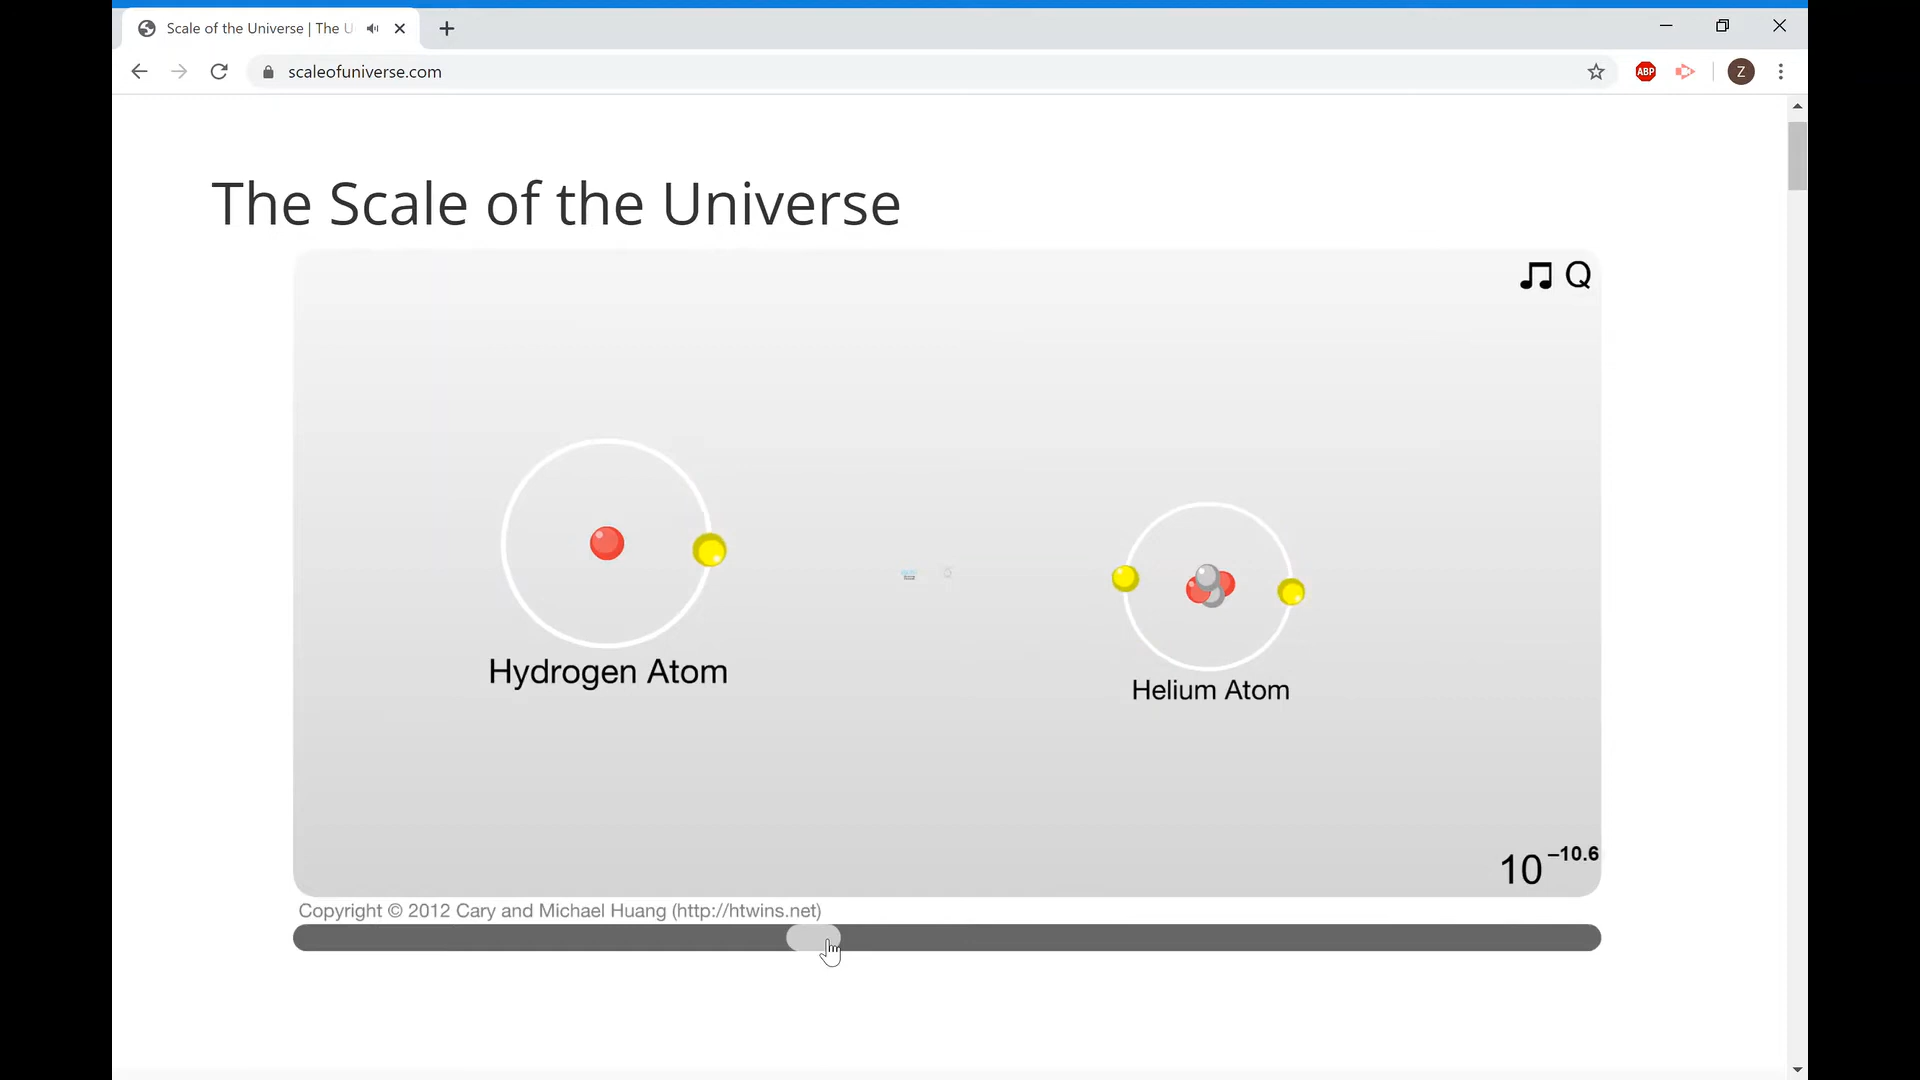 Scale of the Universe | The U
scaleofuniverse.com
ABP
Z
The Scale of the Universe
Q
Hydrogen Atom
Helium Atom
10 –10.6
Copyright © 2012 Cary and Michael Huang (http://htwins.net)